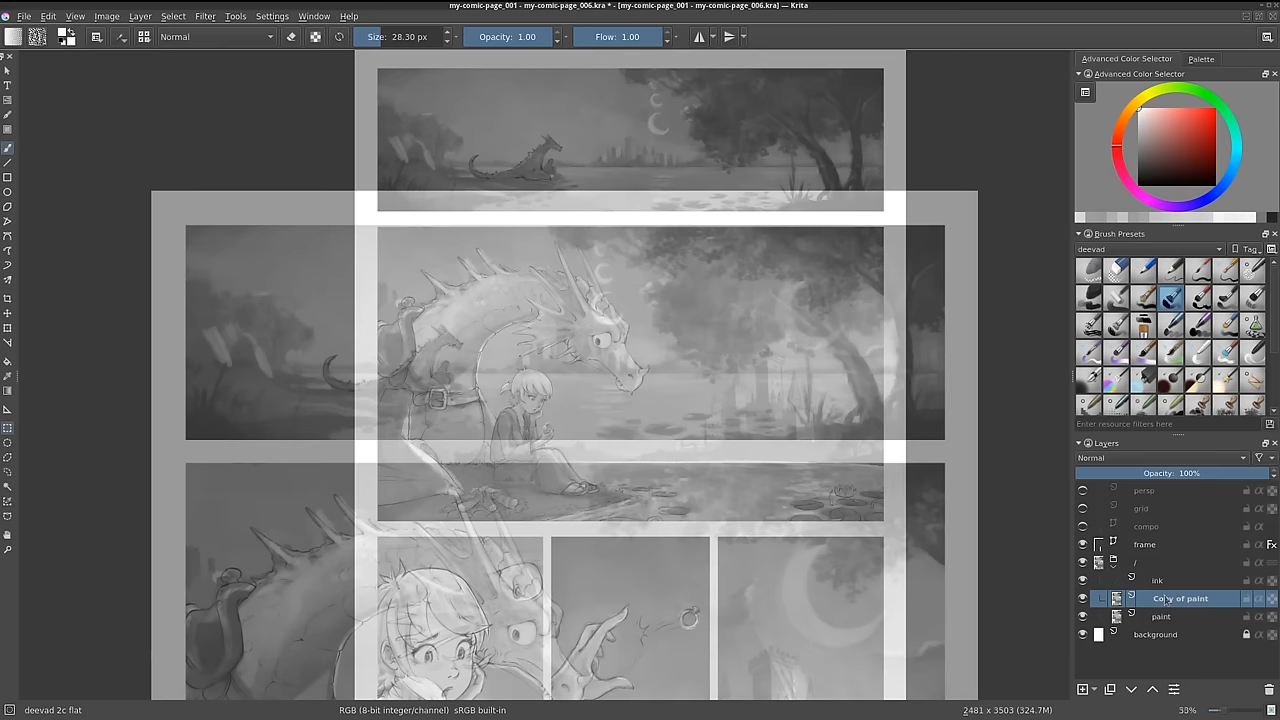 my-comic-page_001 - my-comic-page_006.kra * - [my-comic-page_001 - my-comic-page_006.kra] — Krita
File Edit View Image Layer Select Filter Tools Settings Window Help
Normal Size: 28.30 px Opacity: 1.00 Flow: 1.00
Advanced Color Selector Palette
Advanced Color Selector
Brush Presets
deevad Tag
Enter resource filters here
Layers
Normal
Opacity: 100%
persp
grid
compo
frame Fx
/
ink
Copy of paint
paint
background
deevad 2c flat RGB (8-bit integer/channel) sRGB built-in 2481 x 3503 (324.7M)